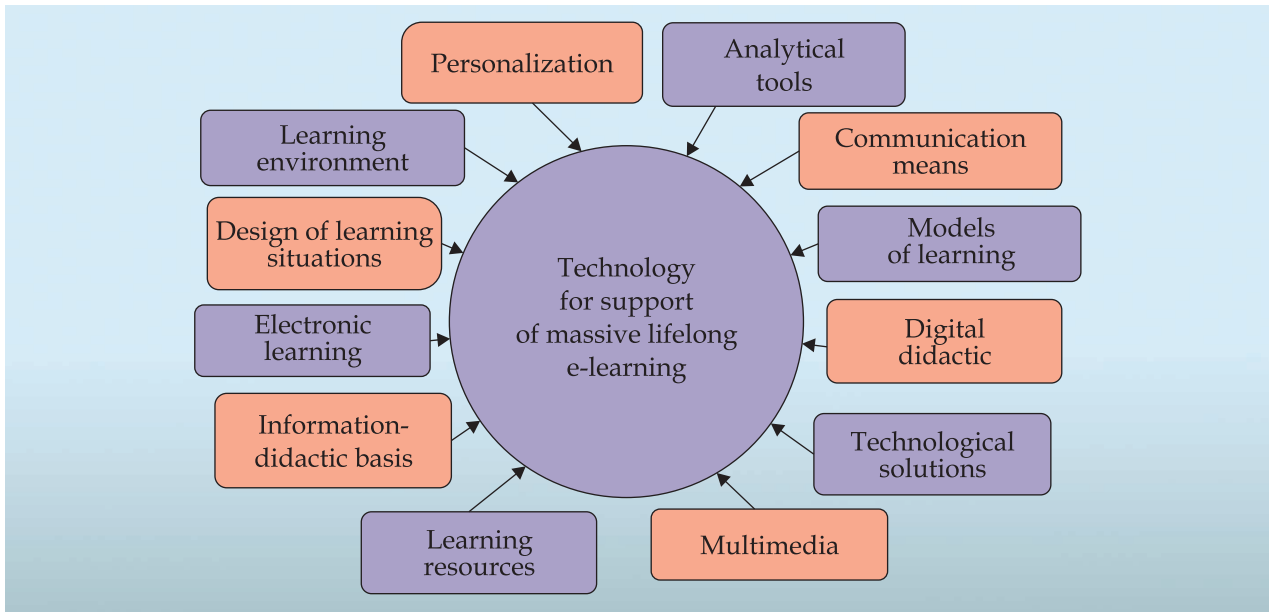 Personalization
Analytical
tools
Learning
environment
Communication
means
Design of learning
situations
Models
of learning
Technology
for support
of massive lifelong
e-learning
Electronic
learning
Digital
didactic
Information-
didactic basis
Technological
solutions
Learning
resources
Multimedia